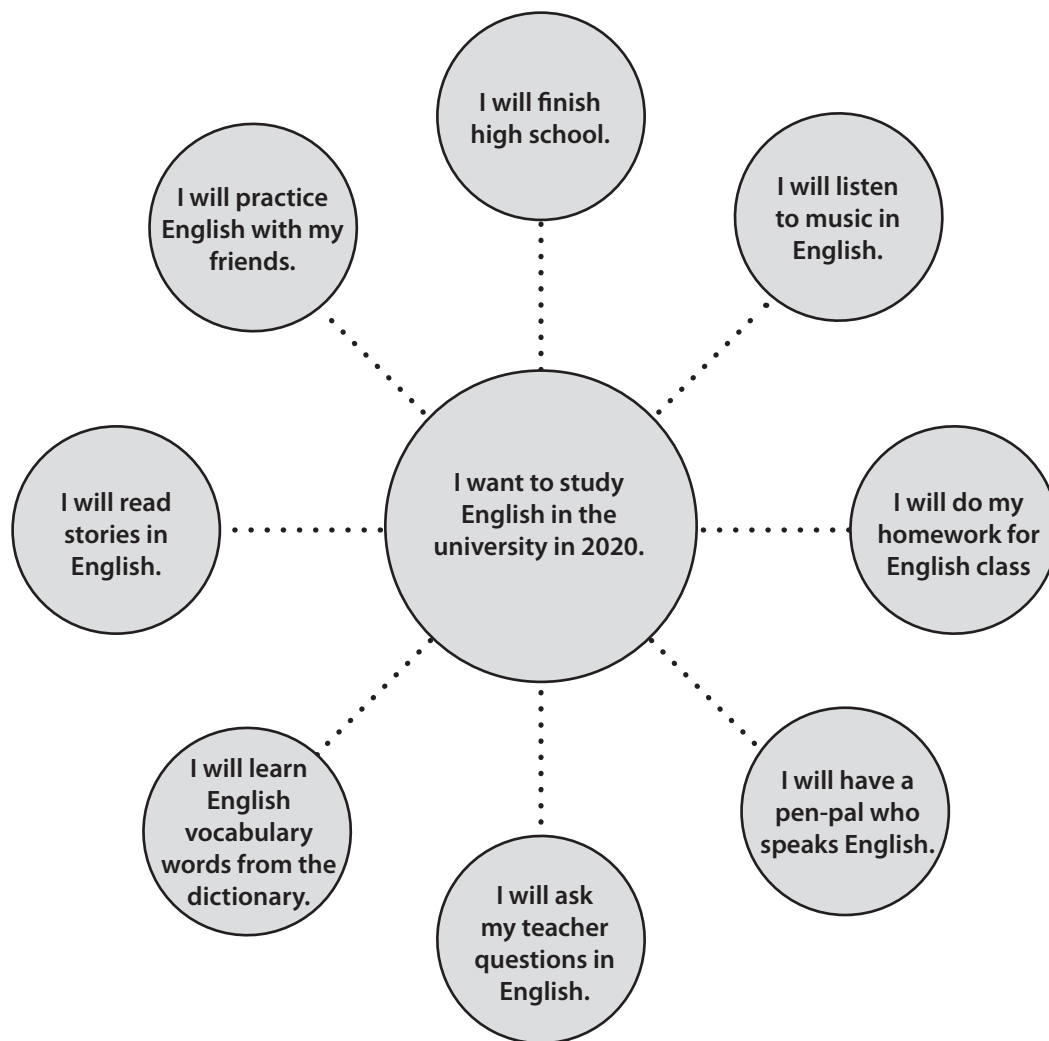 I will finish
high school.
I will listen
to music in
English.
I will do my
homework for
English class
I will have a
pen-pal who
speaks English.
I will ask
my teacher
questions in
English.
I will learn
English
vocabulary
words from the
dictionary.
I will read
stories in
English.
I will practice
English with my
friends.
I want to study
English in the
university in 2020.